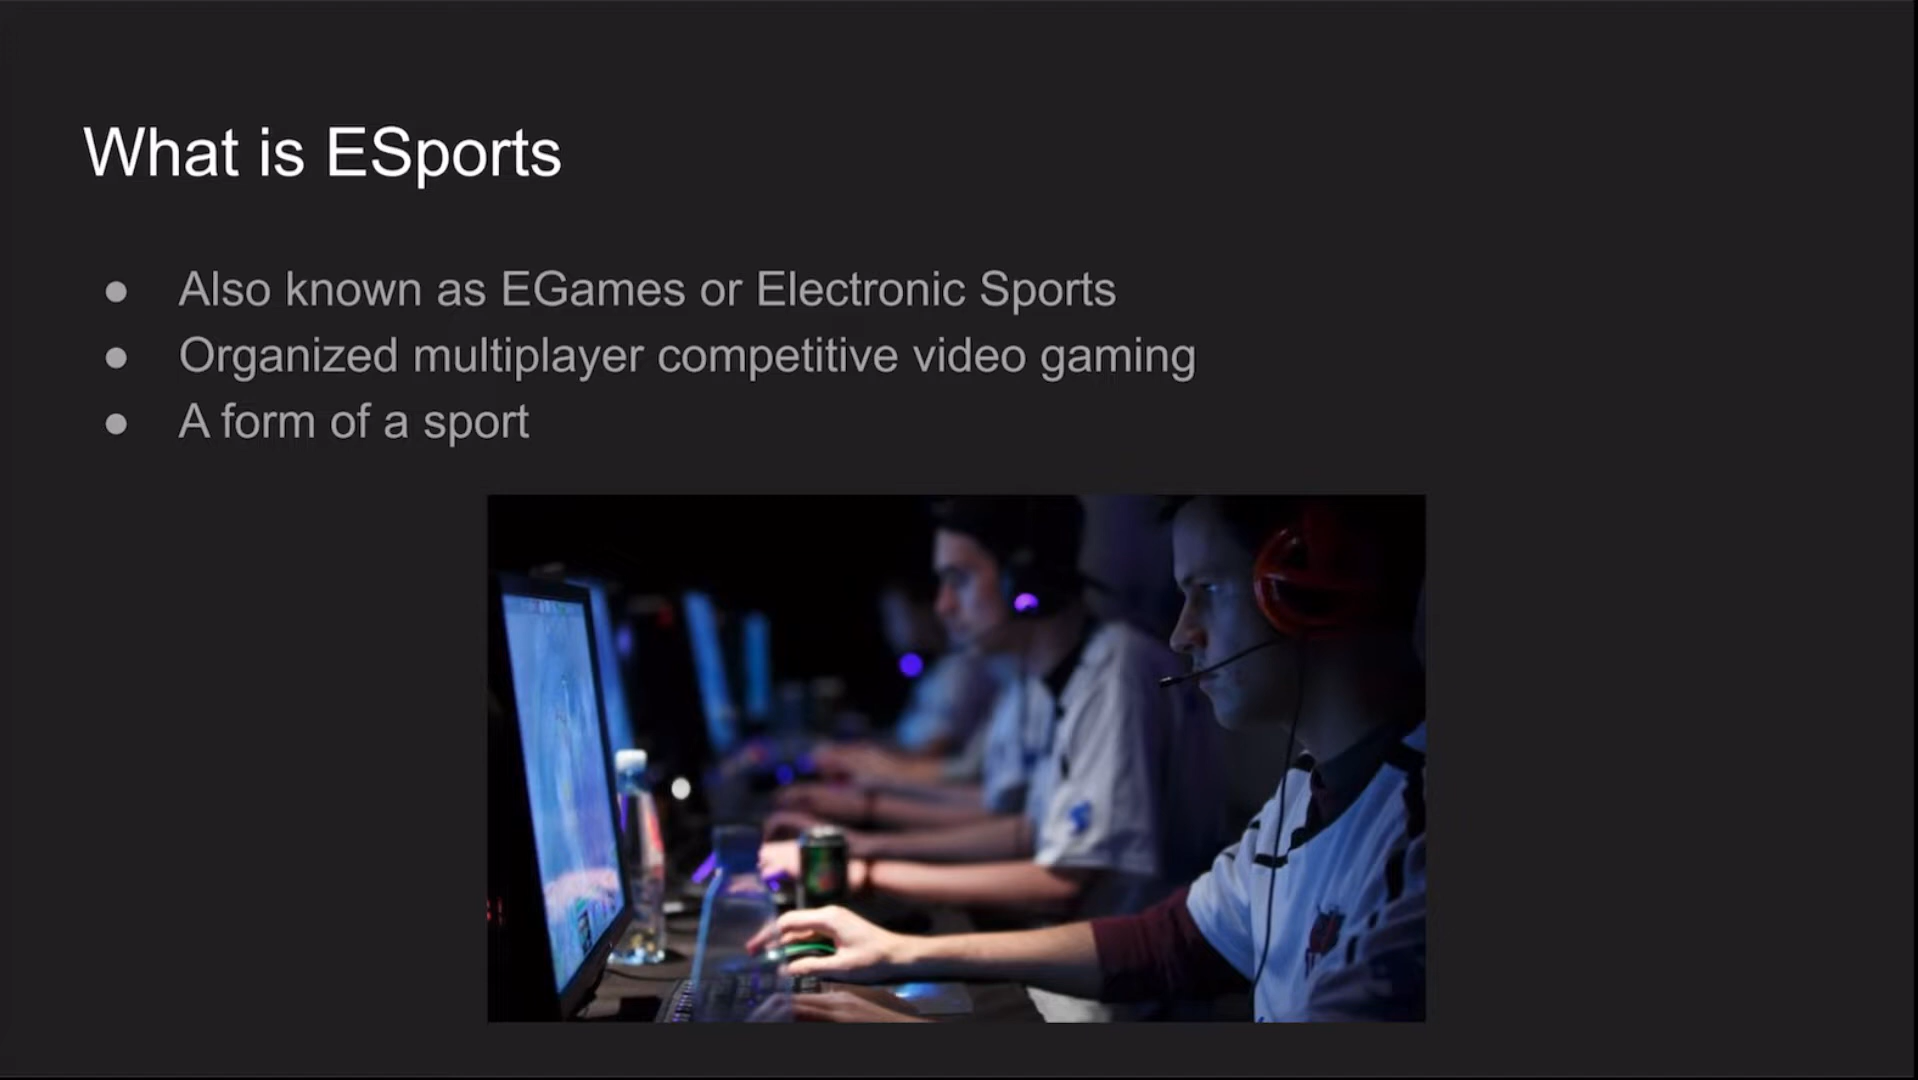 What is ESports
● Also known as EGames or Electronic Sports
● Organized multiplayer competitive video gaming
● A form of a sport